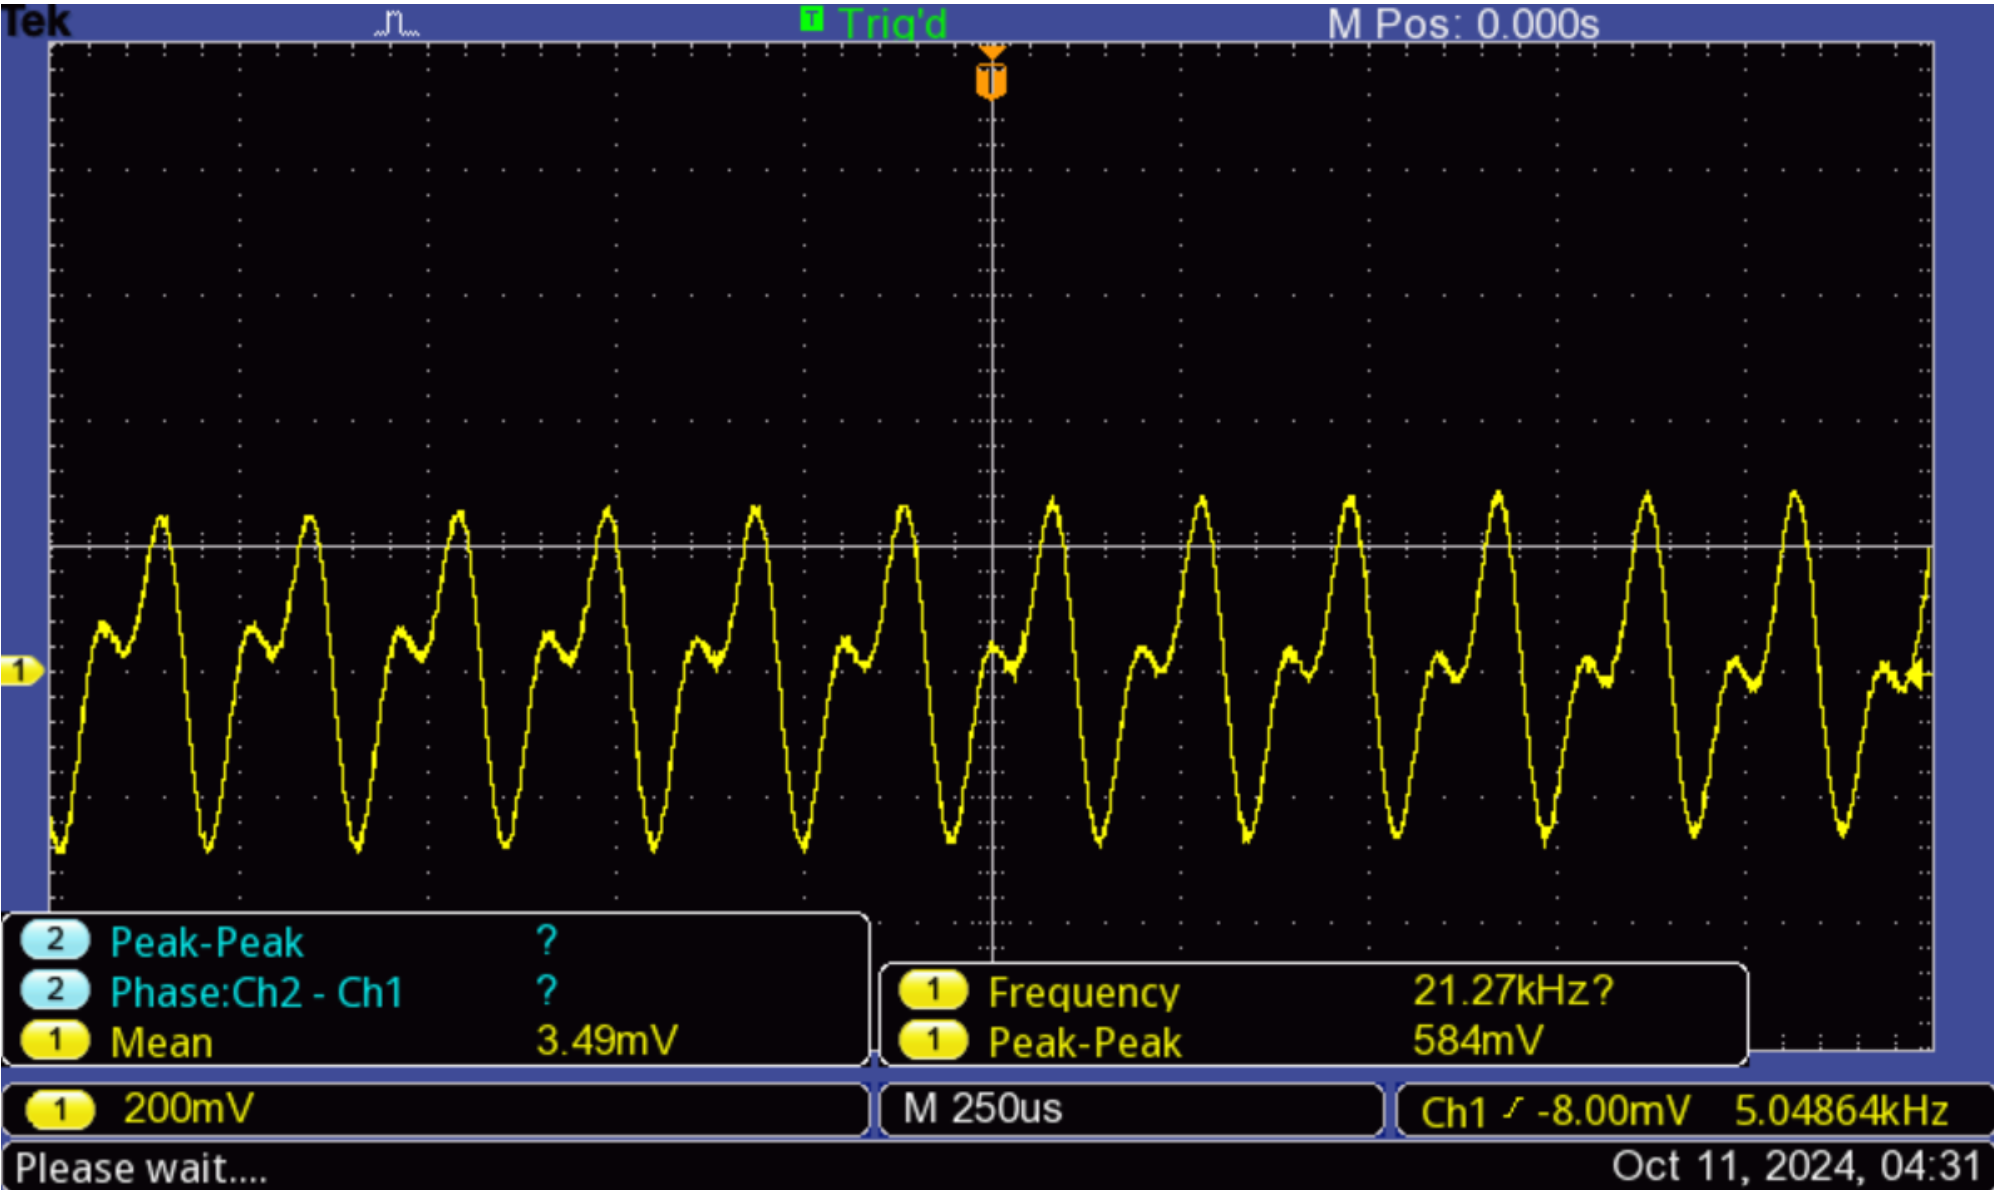 Tek T Trig'd M Pos: 0.000s
T
1
2 Peak-Peak ?
2 Phase:Ch2 - Ch1 ?
1 Mean 3.49mV
1 Frequency 21.27kHz?
1 Peak-Peak 584mV
1 200mV M 250us Ch1 -8.00mV 5.04864kHz
Please wait.... Oct 11, 2024, 04:31